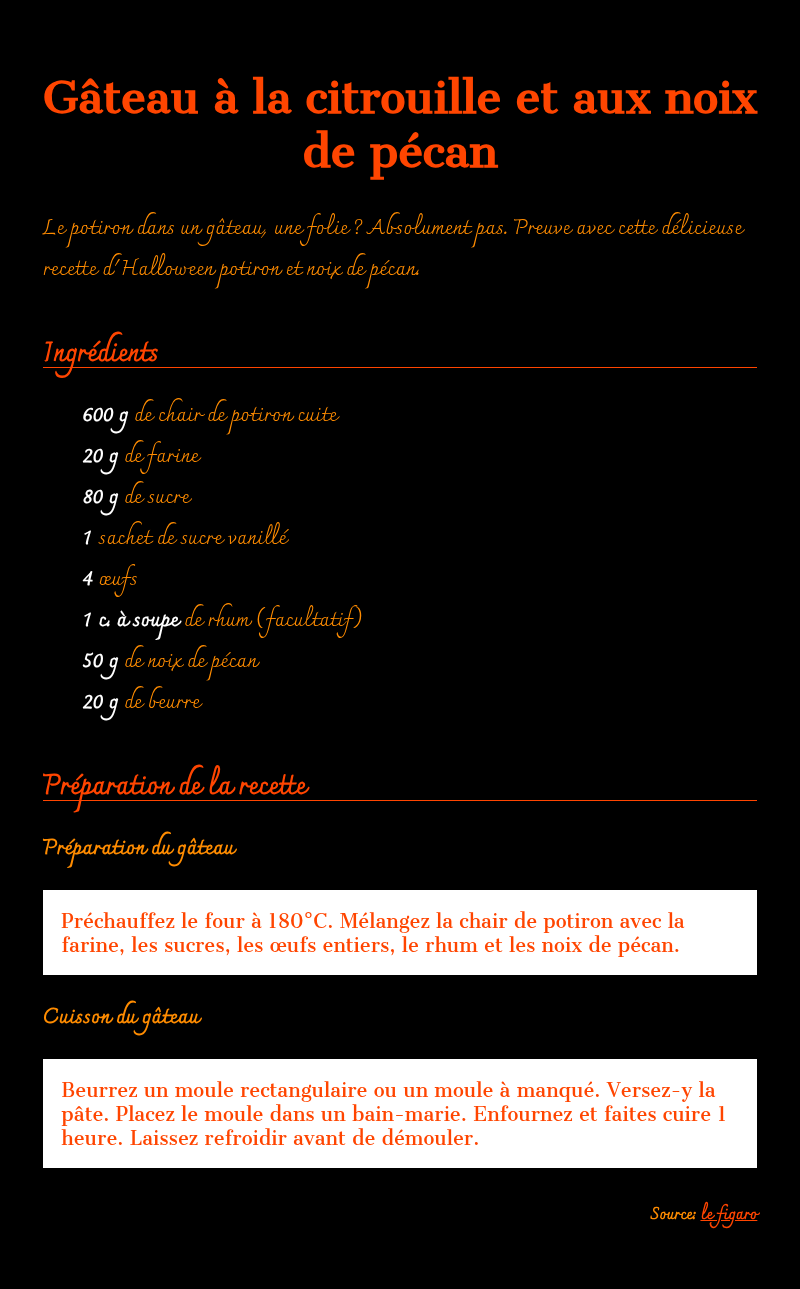 Gâteau à la citrouille et aux noix
de pécan
Le potiron dans un gâteau, une folie ? Absolument pas. Preuve avec cette délicieuse
recette d'Halloween potiron et noix de pécan.
Ingrédients
600 g de chair de potiron cuite
20 g de farine
80 g de sucre
1 sachet de sucre vanillé
4 œufs
1 c. à soupe de rhum (facultatif)
50 g de noix de pécan
20 g de beurre
Préparation de la recette
Préparation du gâteau
Préchauffez le four à 180°C. Mélangez la chair de potiron avec la
farine, les sucres, les œufs entiers, le rhum et les noix de pécan.
Cuisson du gâteau
Beurrez un moule rectangulaire ou un moule à manqué. Versez-y la
pâte. Placez le moule dans un bain-marie. Enfournez et faites cuire 1
heure. Laissez refroidir avant de démouler.
Source: le figaro